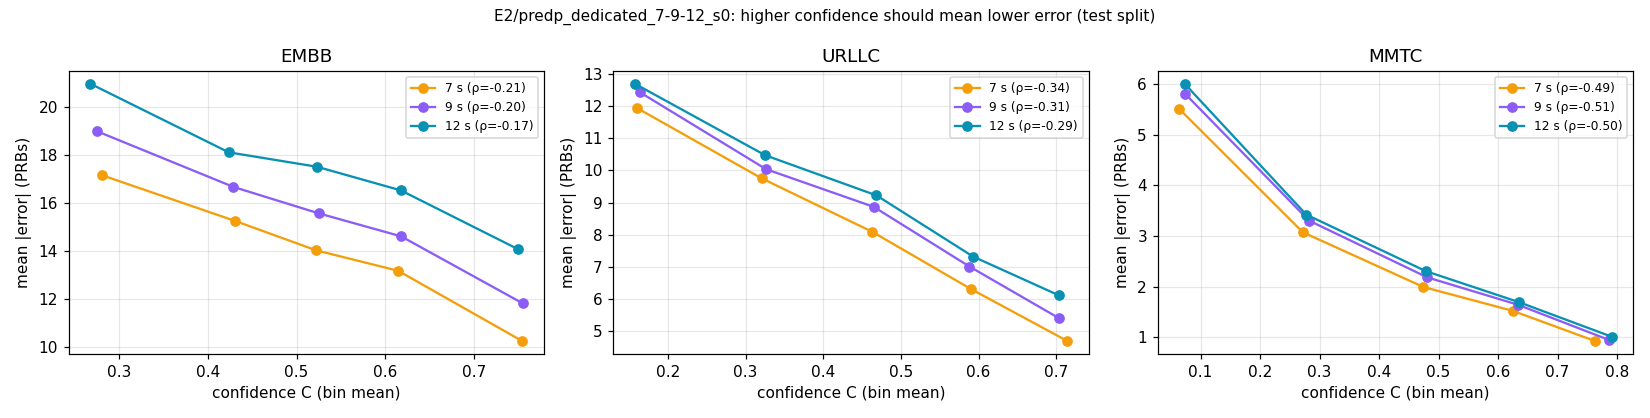 E2/predp_dedicated_7-9-12_s0: higher confidence should mean lower error (test split)
EMBB
mean |error| (PRBs)
20
18
16
14
12
10
0.3 0.4 0.5 0.6 0.7
confidence C (bin mean)
7 s (ρ=-0.21)
9 s (ρ=-0.20)
12 s (ρ=-0.17)
URLLC
mean |error| (PRBs)
13
12
11
10
9
8
7
6
5
0.2 0.3 0.4 0.5 0.6 0.7
confidence C (bin mean)
7 s (ρ=-0.34)
9 s (ρ=-0.31)
12 s (ρ=-0.29)
MMTC
mean |error| (PRBs)
6
5
4
3
2
1
0.1 0.2 0.3 0.4 0.5 0.6 0.7 0.8
confidence C (bin mean)
7 s (ρ=-0.49)
9 s (ρ=-0.51)
12 s (ρ=-0.50)